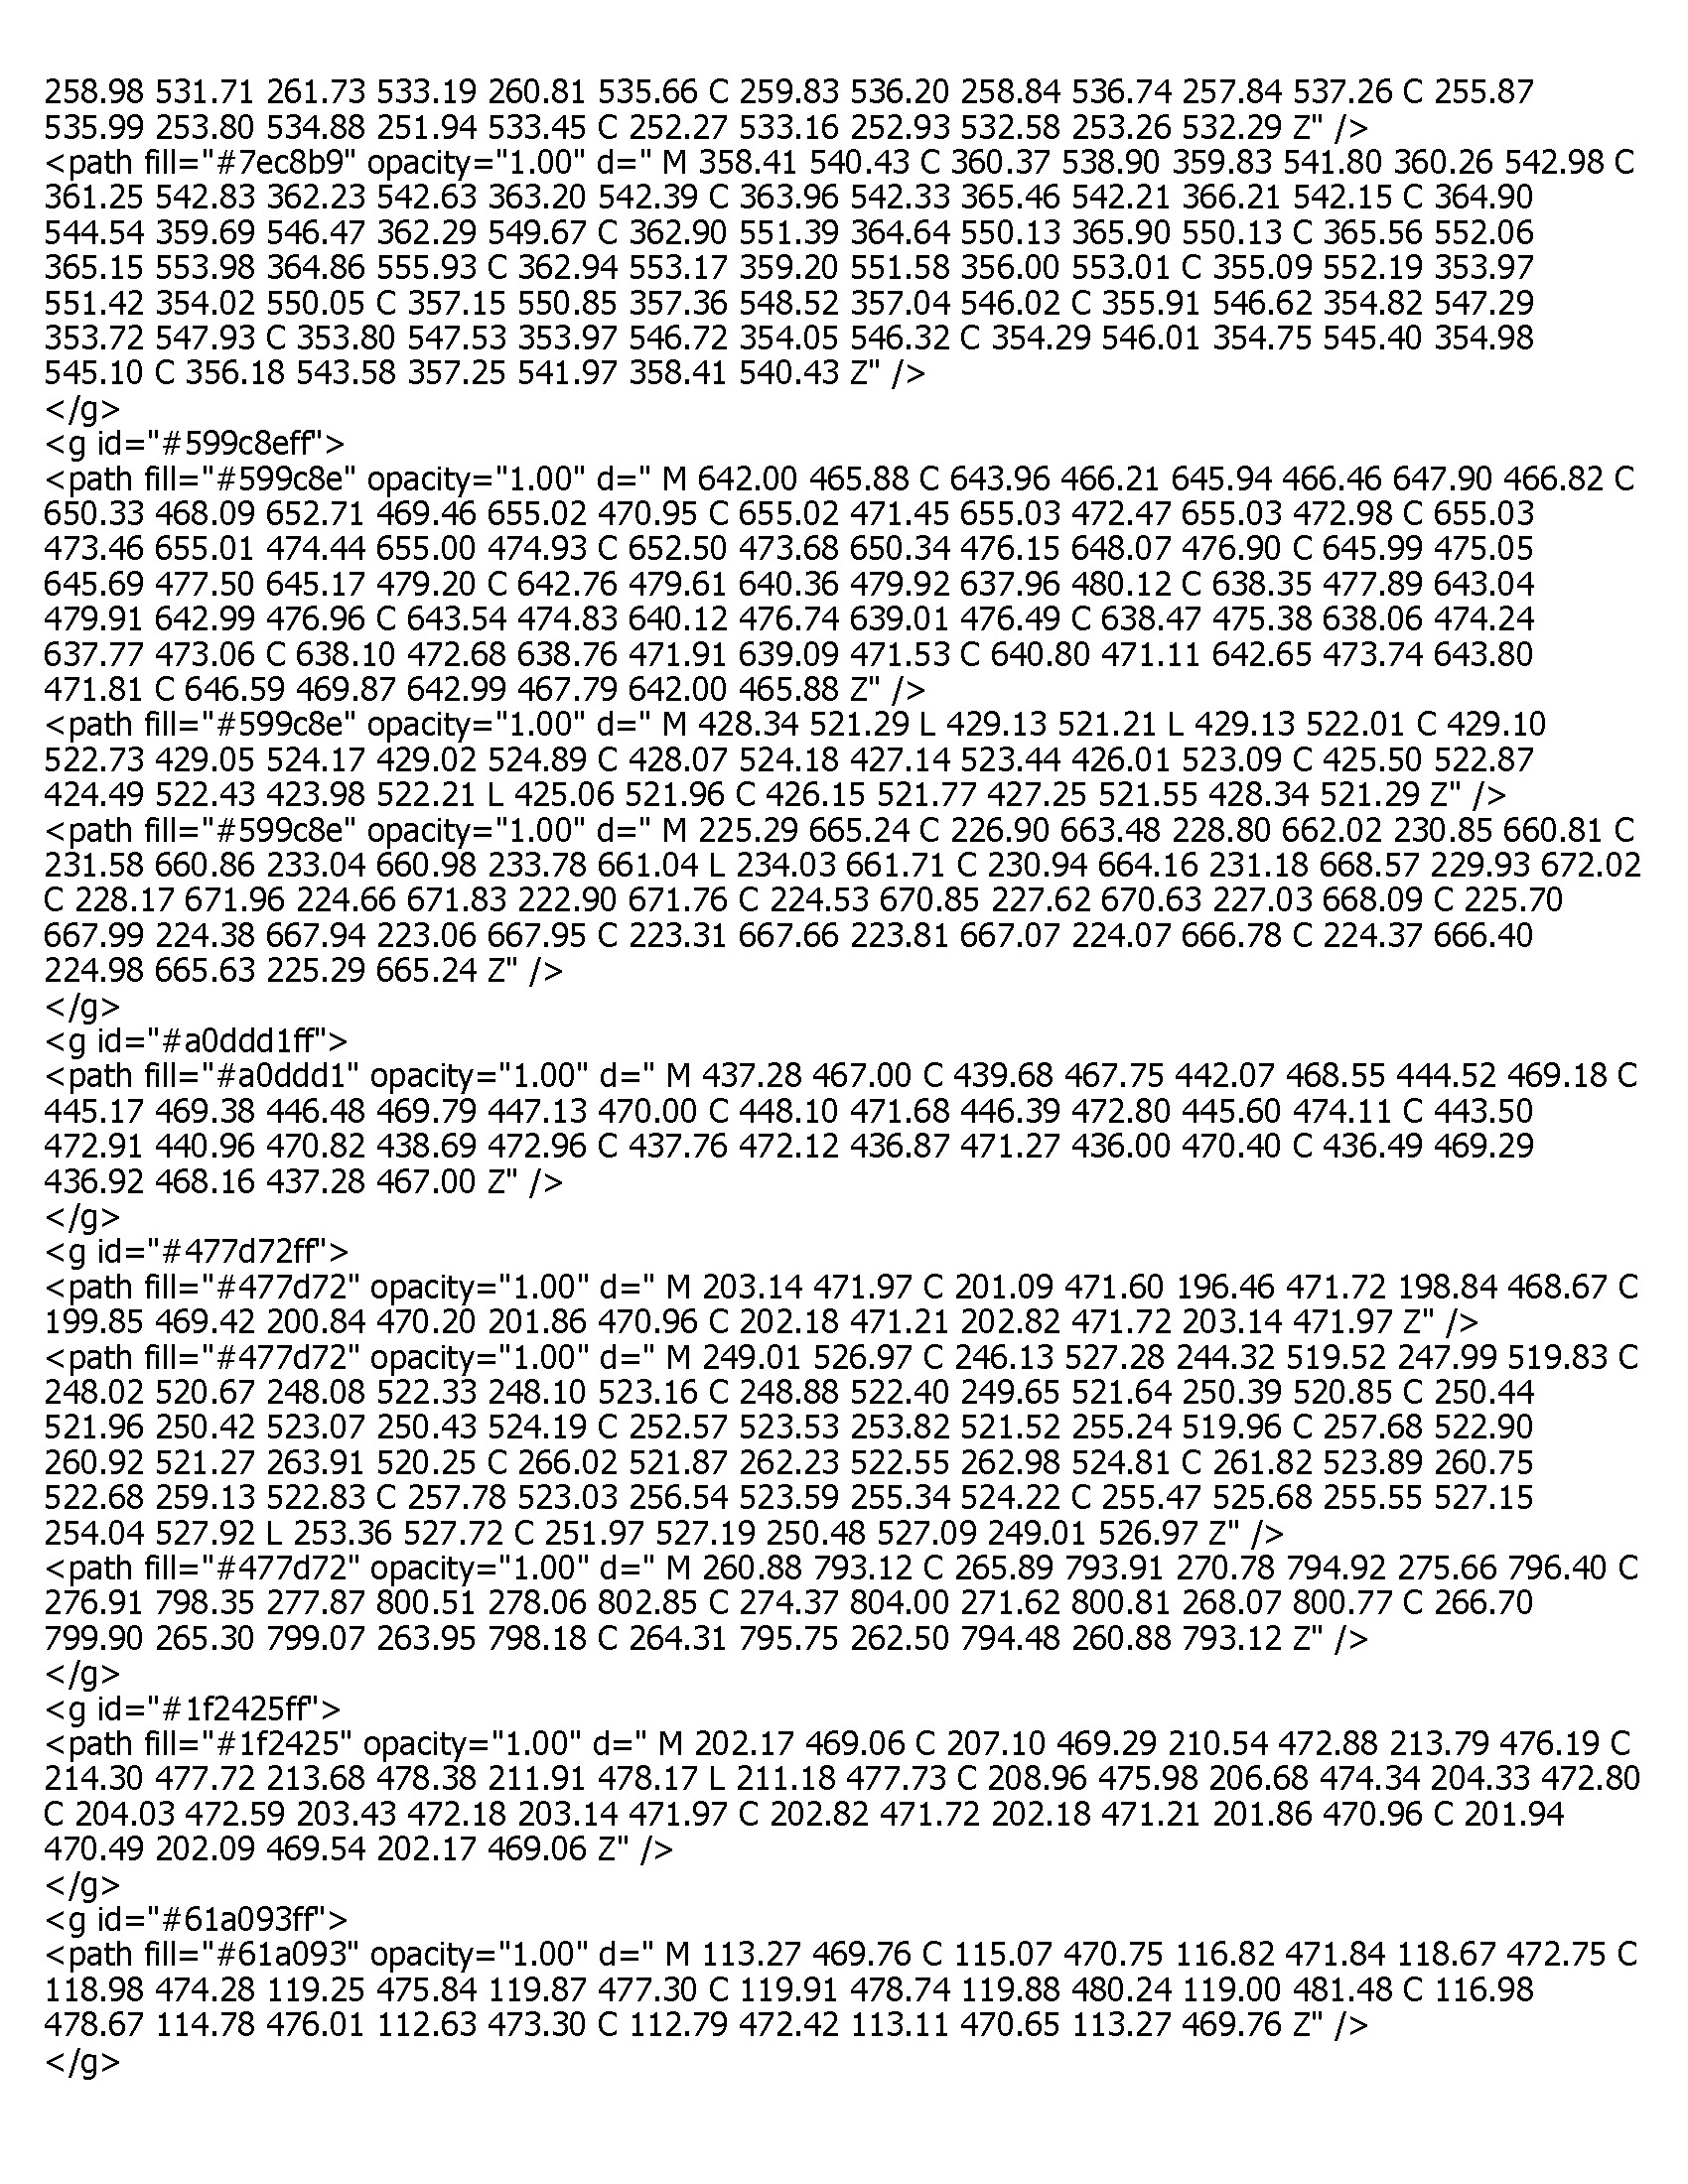 258.98 531.71 261.73 533.19 260.81 535.66 C 259.83 536.20 258.84 536.74 257.84 537.26 C 255.87
535.99 253.80 534.88 251.94 533.45 C 252.27 533.16 252.93 532.58 253.26 532.29 Z" />
<path fill="#7ec8b9" opacity="1.00" d=" M 358.41 540.43 C 360.37 538.90 359.83 541.80 360.26 542.98 C
361.25 542.83 362.23 542.63 363.20 542.39 C 363.96 542.33 365.46 542.21 366.21 542.15 C 364.90
544.54 359.69 546.47 362.29 549.67 C 362.90 551.39 364.64 550.13 365.90 550.13 C 365.56 552.06
365.15 553.98 364.86 555.93 C 362.94 553.17 359.20 551.58 356.00 553.01 C 355.09 552.19 353.97
551.42 354.02 550.05 C 357.15 550.85 357.36 548.52 357.04 546.02 C 355.91 546.62 354.82 547.29
353.72 547.93 C 353.80 547.53 353.97 546.72 354.05 546.32 C 354.29 546.01 354.75 545.40 354.98
545.10 C 356.18 543.58 357.25 541.97 358.41 540.43 Z" />
</g>
<g id="#599c8eff">
<path fill="#599c8e" opacity="1.00" d=" M 642.00 465.88 C 643.96 466.21 645.94 466.46 647.90 466.82 C
650.33 468.09 652.71 469.46 655.02 470.95 C 655.02 471.45 655.03 472.47 655.03 472.98 C 655.03
473.46 655.01 474.44 655.00 474.93 C 652.50 473.68 650.34 476.15 648.07 476.90 C 645.99 475.05
645.69 477.50 645.17 479.20 C 642.76 479.61 640.36 479.92 637.96 480.12 C 638.35 477.89 643.04
479.91 642.99 476.96 C 643.54 474.83 640.12 476.74 639.01 476.49 C 638.47 475.38 638.06 474.24
637.77 473.06 C 638.10 472.68 638.76 471.91 639.09 471.53 C 640.80 471.11 642.65 473.74 643.80
471.81 C 646.59 469.87 642.99 467.79 642.00 465.88 Z" />
<path fill="#599c8e" opacity="1.00" d=" M 428.34 521.29 L 429.13 521.21 L 429.13 522.01 C 429.10
522.73 429.05 524.17 429.02 524.89 C 428.07 524.18 427.14 523.44 426.01 523.09 C 425.50 522.87
424.49 522.43 423.98 522.21 L 425.06 521.96 C 426.15 521.77 427.25 521.55 428.34 521.29 Z" />
<path fill="#599c8e" opacity="1.00" d=" M 225.29 665.24 C 226.90 663.48 228.80 662.02 230.85 660.81 C
231.58 660.86 233.04 660.98 233.78 661.04 L 234.03 661.71 C 230.94 664.16 231.18 668.57 229.93 672.02
C 228.17 671.96 224.66 671.83 222.90 671.76 C 224.53 670.85 227.62 670.63 227.03 668.09 C 225.70
667.99 224.38 667.94 223.06 667.95 C 223.31 667.66 223.81 667.07 224.07 666.78 C 224.37 666.40
224.98 665.63 225.29 665.24 Z" />
</g>
<g id="#a0ddd1ff">
<path fill="#a0ddd1" opacity="1.00" d=" M 437.28 467.00 C 439.68 467.75 442.07 468.55 444.52 469.18 C
445.17 469.38 446.48 469.79 447.13 470.00 C 448.10 471.68 446.39 472.80 445.60 474.11 C 443.50
472.91 440.96 470.82 438.69 472.96 C 437.76 472.12 436.87 471.27 436.00 470.40 C 436.49 469.29
436.92 468.16 437.28 467.00 Z" />
</g>
<g id="#477d72ff">
<path fill="#477d72" opacity="1.00" d=" M 203.14 471.97 C 201.09 471.60 196.46 471.72 198.84 468.67 C
199.85 469.42 200.84 470.20 201.86 470.96 C 202.18 471.21 202.82 471.72 203.14 471.97 Z" />
<path fill="#477d72" opacity="1.00" d=" M 249.01 526.97 C 246.13 527.28 244.32 519.52 247.99 519.83 C
248.02 520.67 248.08 522.33 248.10 523.16 C 248.88 522.40 249.65 521.64 250.39 520.85 C 250.44
521.96 250.42 523.07 250.43 524.19 C 252.57 523.53 253.82 521.52 255.24 519.96 C 257.68 522.90
260.92 521.27 263.91 520.25 C 266.02 521.87 262.23 522.55 262.98 524.81 C 261.82 523.89 260.75
522.68 259.13 522.83 C 257.78 523.03 256.54 523.59 255.34 524.22 C 255.47 525.68 255.55 527.15
254.04 527.92 L 253.36 527.72 C 251.97 527.19 250.48 527.09 249.01 526.97 Z" />
<path fill="#477d72" opacity="1.00" d=" M 260.88 793.12 C 265.89 793.91 270.78 794.92 275.66 796.40 C
276.91 798.35 277.87 800.51 278.06 802.85 C 274.37 804.00 271.62 800.81 268.07 800.77 C 266.70
799.90 265.30 799.07 263.95 798.18 C 264.31 795.75 262.50 794.48 260.88 793.12 Z" />
</g>
<g id="#1f2425ff">
<path fill="#1f2425" opacity="1.00" d=" M 202.17 469.06 C 207.10 469.29 210.54 472.88 213.79 476.19 C
214.30 477.72 213.68 478.38 211.91 478.17 L 211.18 477.73 C 208.96 475.98 206.68 474.34 204.33 472.80
C 204.03 472.59 203.43 472.18 203.14 471.97 C 202.82 471.72 202.18 471.21 201.86 470.96 C 201.94
470.49 202.09 469.54 202.17 469.06 Z" />
</g>
<g id="#61a093ff">
<path fill="#61a093" opacity="1.00" d=" M 113.27 469.76 C 115.07 470.75 116.82 471.84 118.67 472.75 C
118.98 474.28 119.25 475.84 119.87 477.30 C 119.91 478.74 119.88 480.24 119.00 481.48 C 116.98
478.67 114.78 476.01 112.63 473.30 C 112.79 472.42 113.11 470.65 113.27 469.76 Z" />
</g>